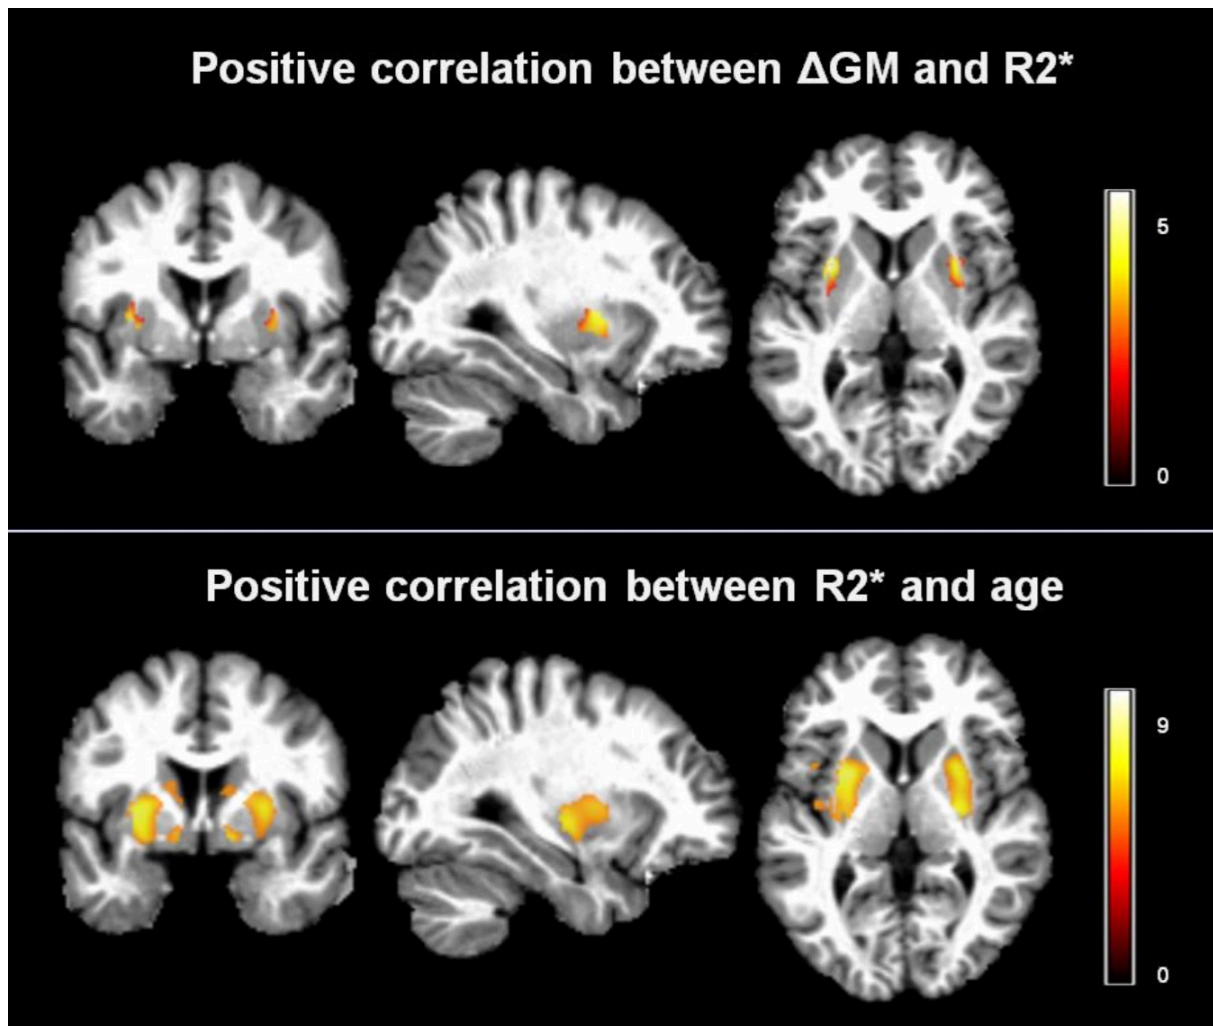 Positive correlation between ΔGM and R2*
5
0
Positive correlation between R2* and age
9
0